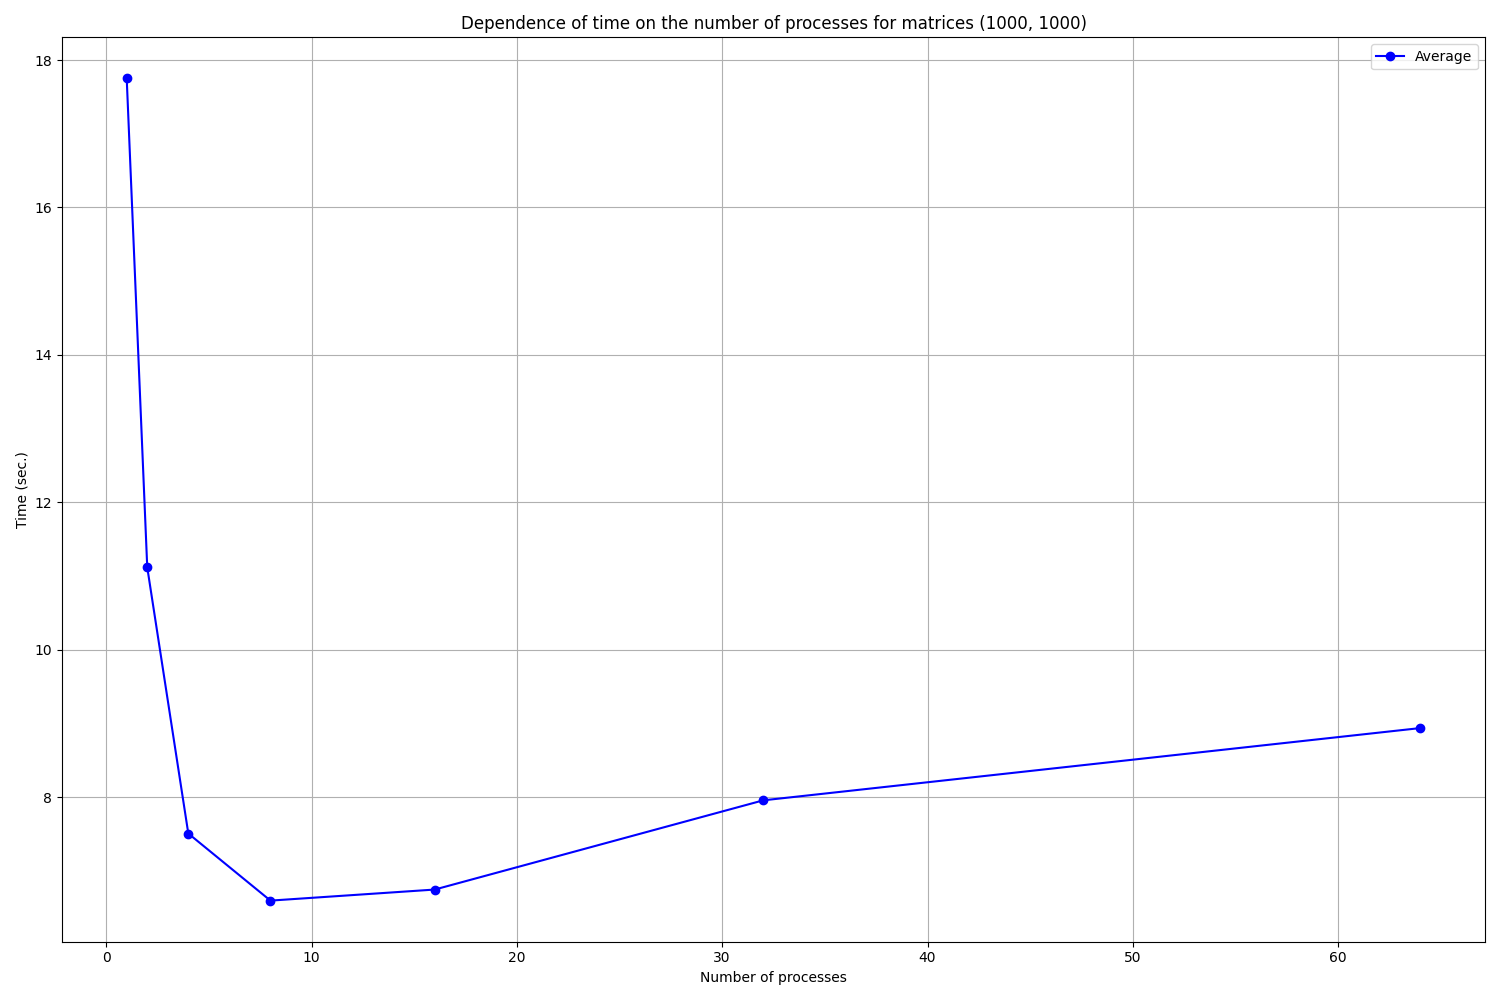 Dependence of time on the number of processes for matrices (1000, 1000)
Average
18
16
14
12
10
8
Time (sec.)
0 10 20 30 40 50 60
Number of processes